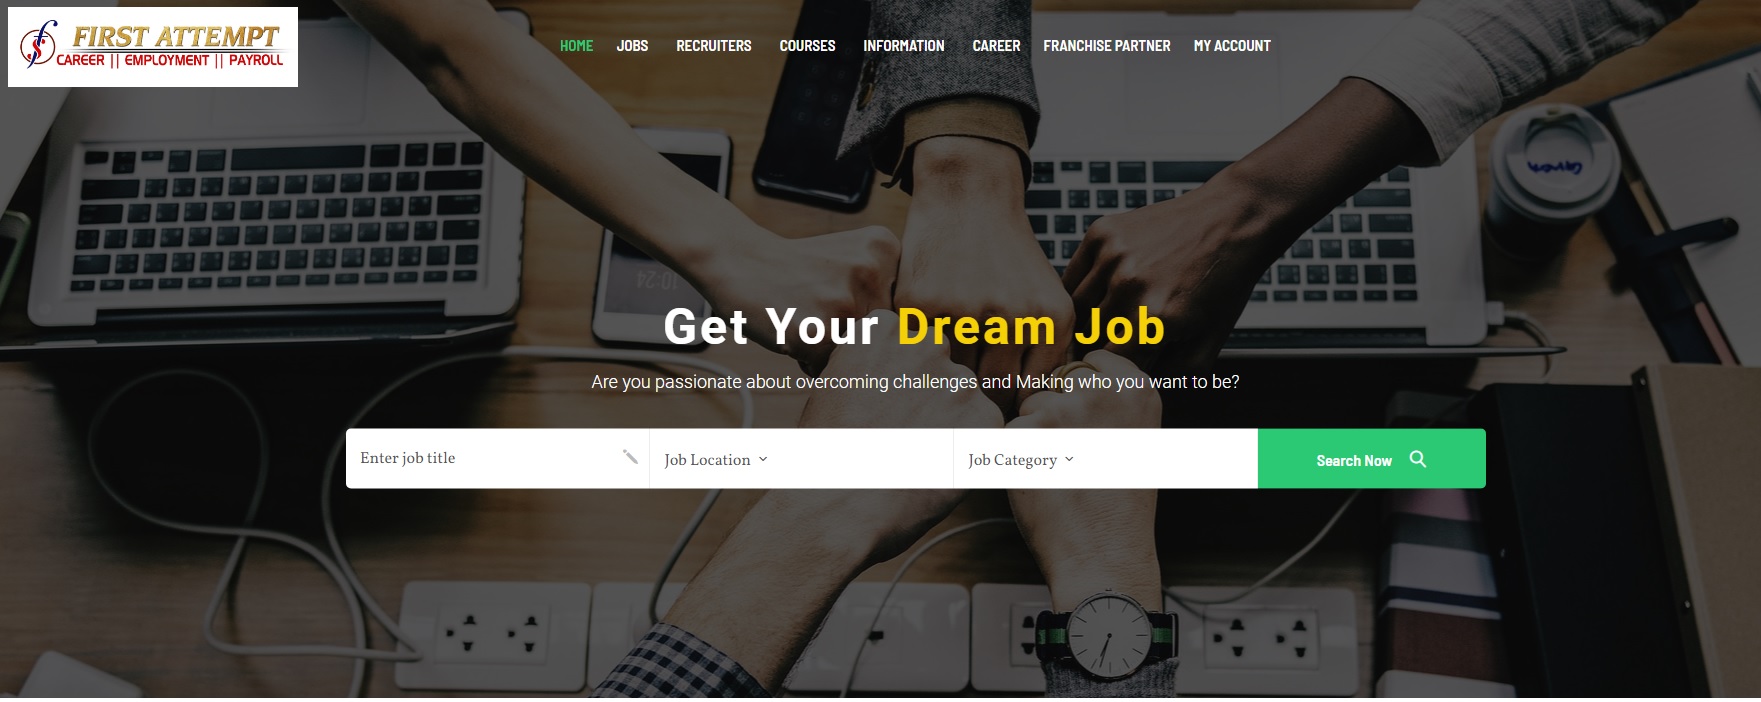 FIRST ATTEMPT
CAREER || EMPLOYMENT || PAYROLL
HOME JOBS RECRUITERS COURSES INFORMATION CAREER FRANCHISE PARTNER MY ACCOUNT
10:24
Get Your Dream Job
Are you passionate about overcoming challenges and Making who you want to be?
Enter job title Job Location Job Category Search Now